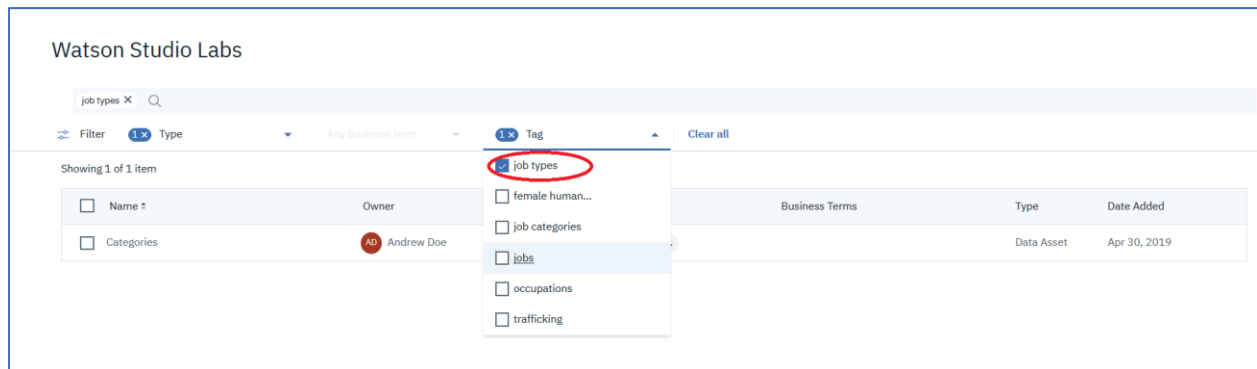 Watson Studio Labs
job types ×
Filter 1 × Type Any business term 1 × Tag Clear all
Showing 1 of 1 item
job types
female human...
Name Owner Business Terms Type Date Added
job categories
Categories AD Andrew Doe Data Asset Apr 30, 2019
jobs
occupations
trafficking